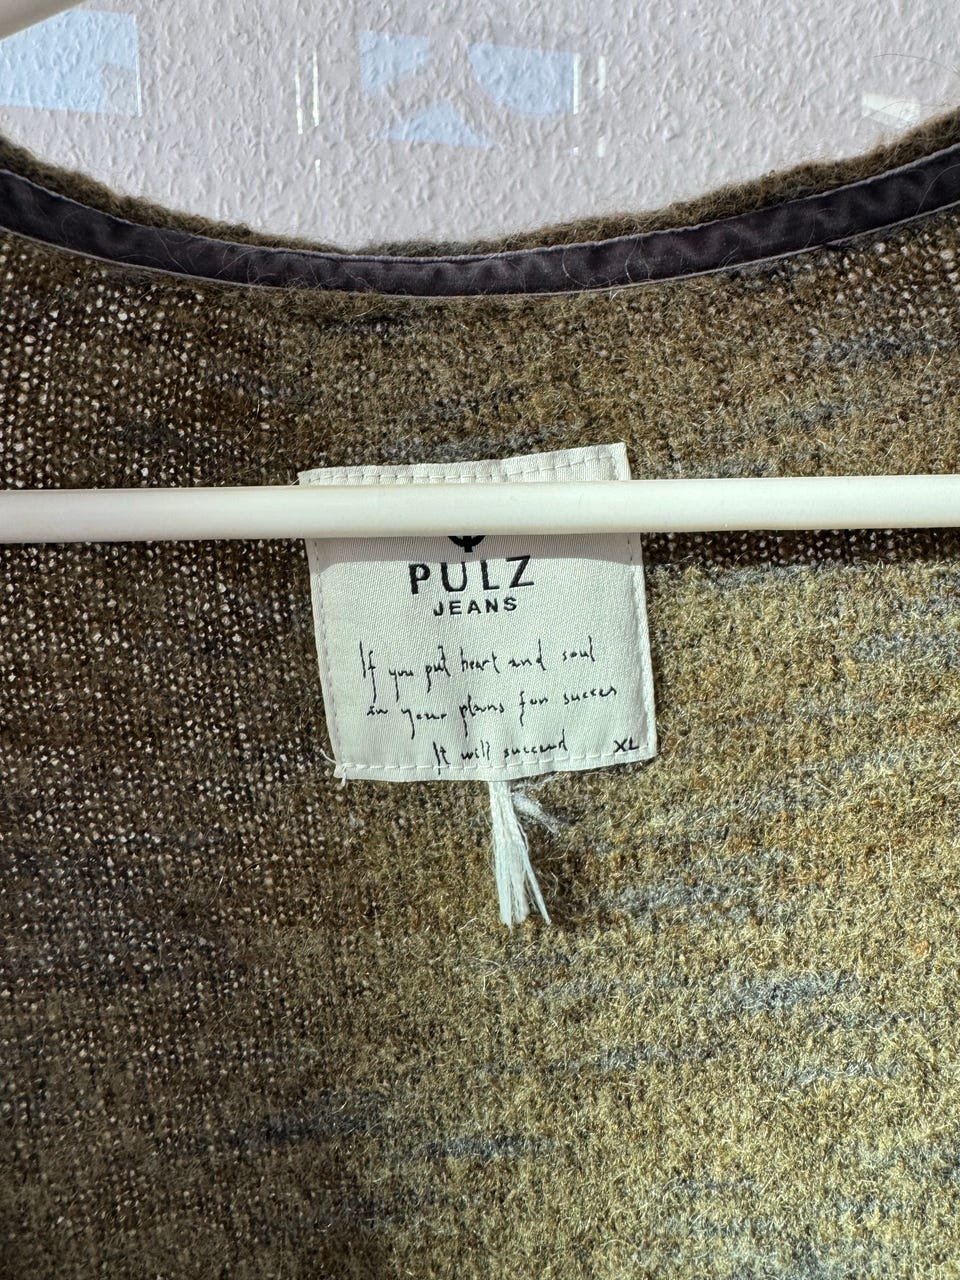 PULZ
JEANS
If you put heart and soul
in your plans for succes
It will succeed
XL